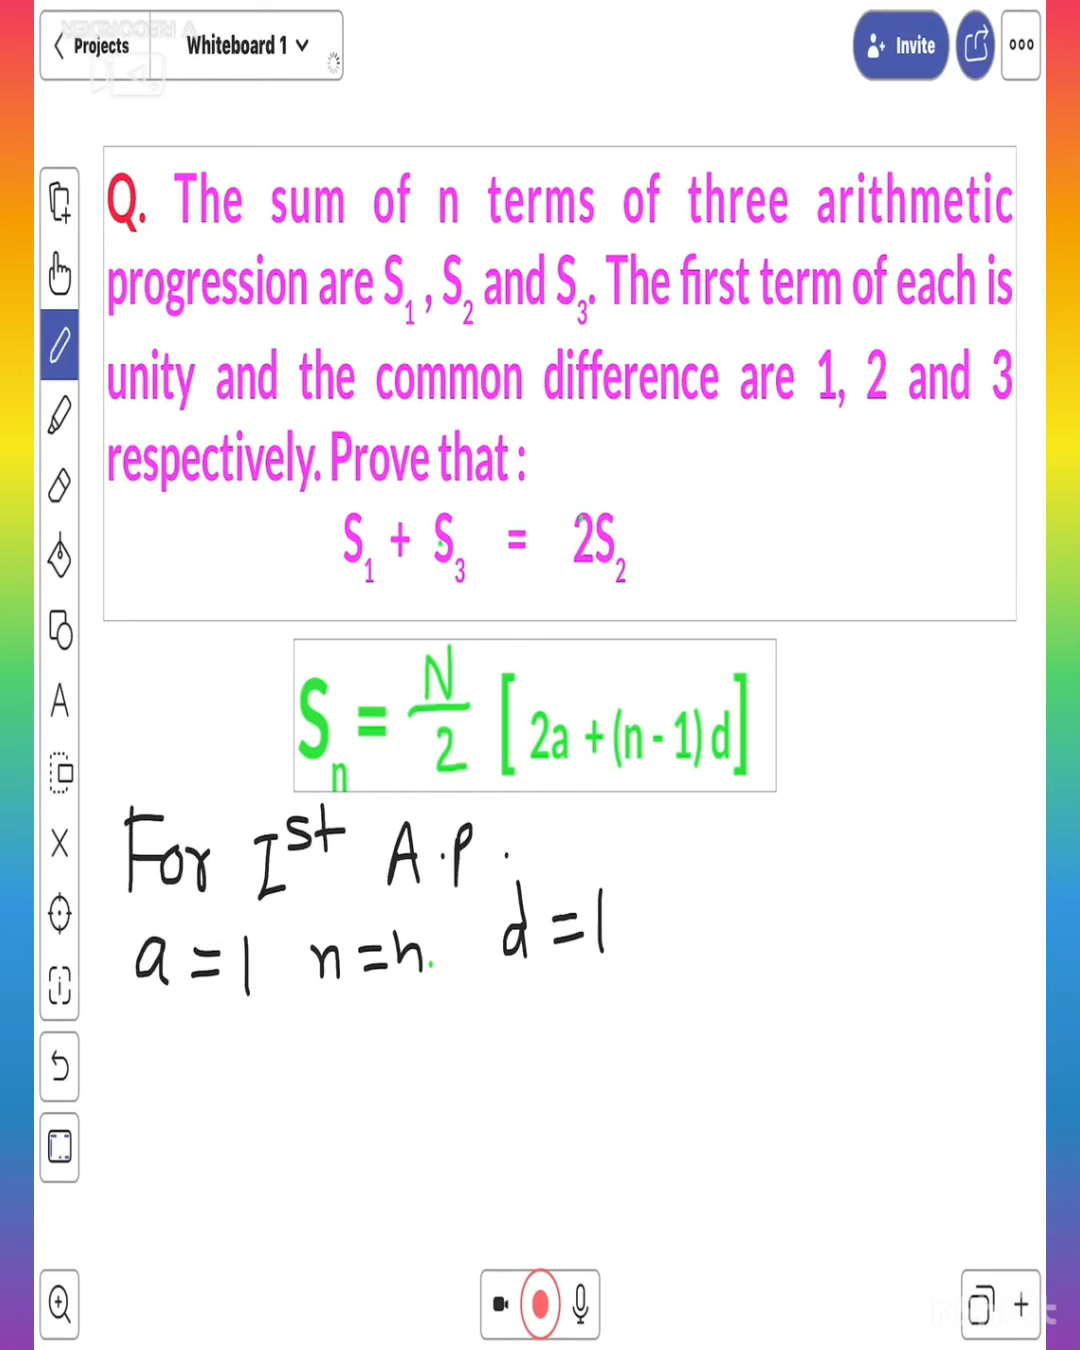 Projects Whiteboard 1 Invite
Q. The sum of n terms of three arithmetic
progression are S₁, S₂ and S₃. The first term of each is
unity and the common difference are 1, 2 and 3
respectively. Prove that :
S₁ + S₃ = 2S₂
Sₙ = N/2 [2a + (n - 1) d]
For Ist A.P.
a = 1 n = n. d = 1